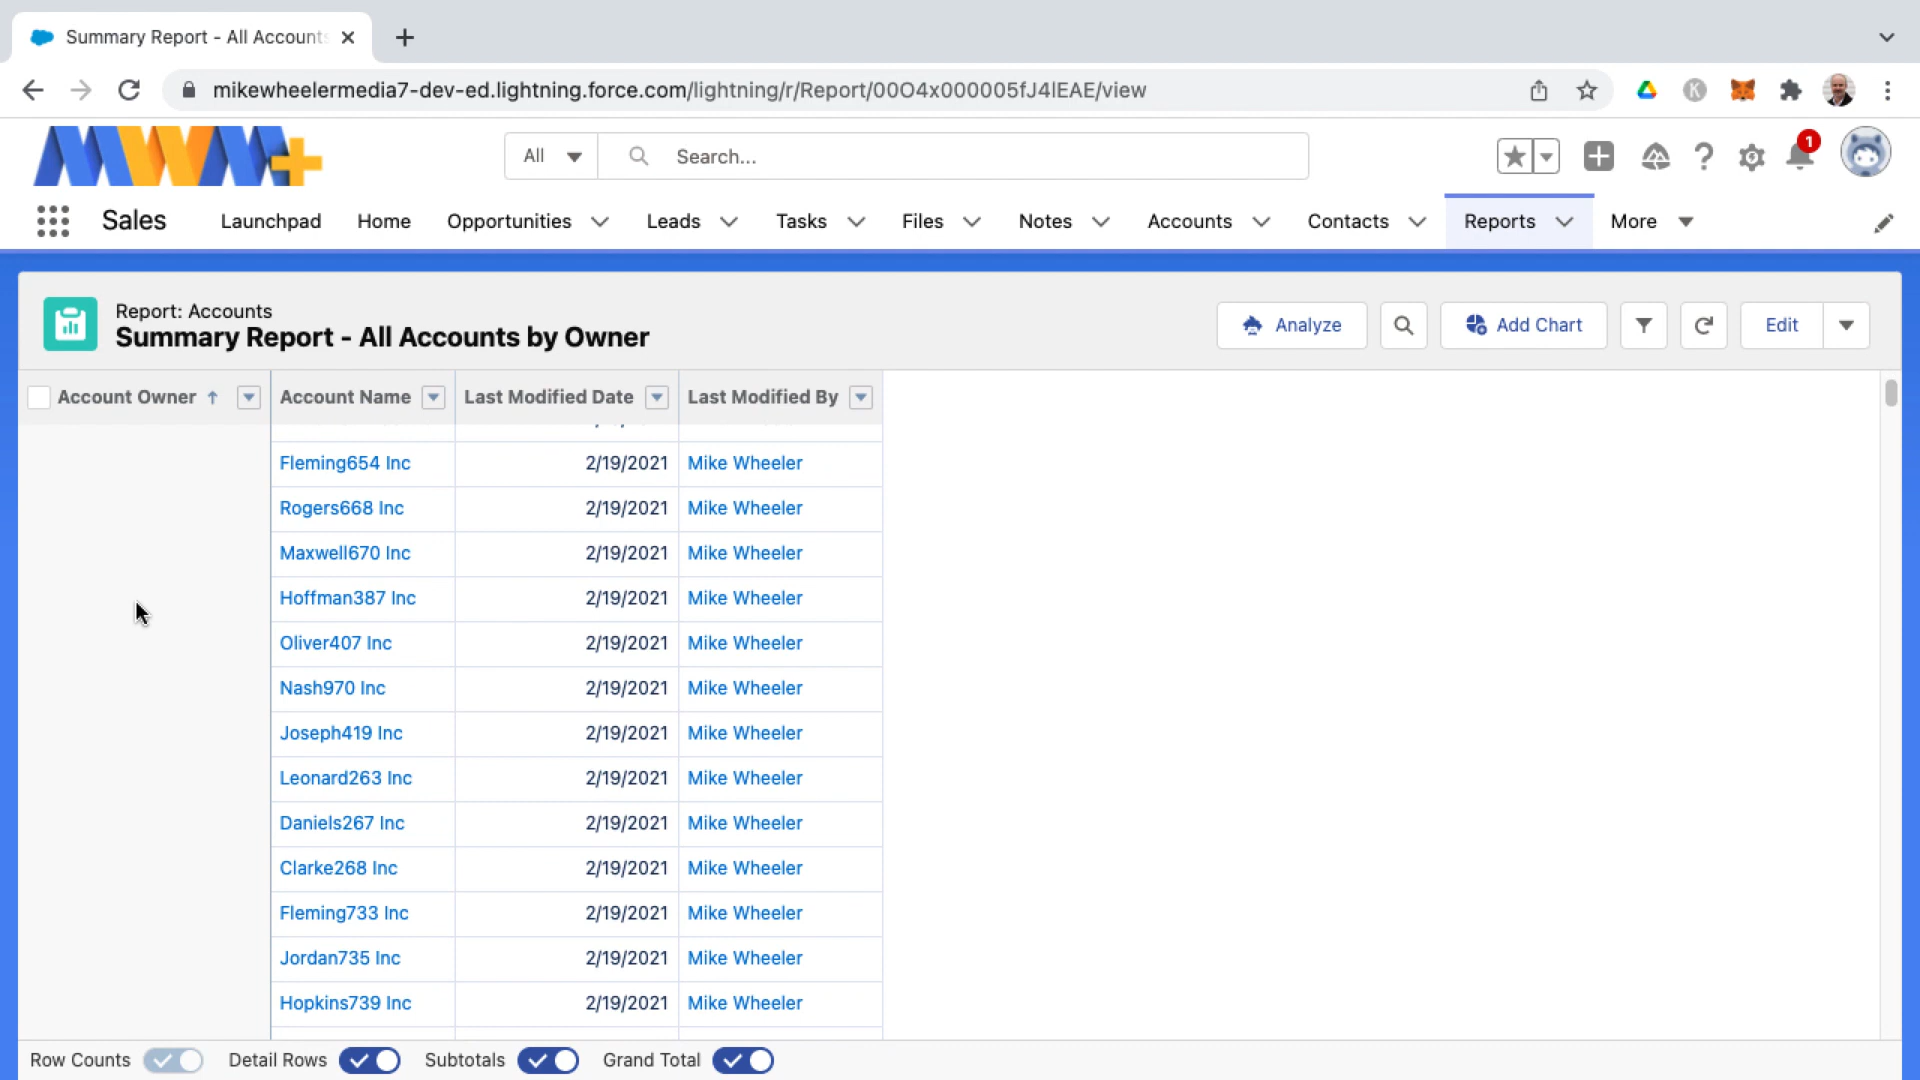 Summary Report - All Accounts
mikewheelermedia7-dev-ed.lightning.force.com/lightning/r/Report/00O4x000005fJ4lEAE/view
K
MWM+
All
Search...
1
Sales
Launchpad
Home
Opportunities
Leads
Tasks
Files
Notes
Accounts
Contacts
Reports
More
Report: Accounts
Summary Report - All Accounts by Owner
Analyze
Add Chart
Edit
Account Owner ↑
Account Name
Last Modified Date
Last Modified By
Fleming654 Inc 2/19/2021 Mike Wheeler
Rogers668 Inc 2/19/2021 Mike Wheeler
Maxwell670 Inc 2/19/2021 Mike Wheeler
Hoffman387 Inc 2/19/2021 Mike Wheeler
Oliver407 Inc 2/19/2021 Mike Wheeler
Nash970 Inc 2/19/2021 Mike Wheeler
Joseph419 Inc 2/19/2021 Mike Wheeler
Leonard263 Inc 2/19/2021 Mike Wheeler
Daniels267 Inc 2/19/2021 Mike Wheeler
Clarke268 Inc 2/19/2021 Mike Wheeler
Fleming733 Inc 2/19/2021 Mike Wheeler
Jordan735 Inc 2/19/2021 Mike Wheeler
Hopkins739 Inc 2/19/2021 Mike Wheeler
Row Counts
Detail Rows
Subtotals
Grand Total